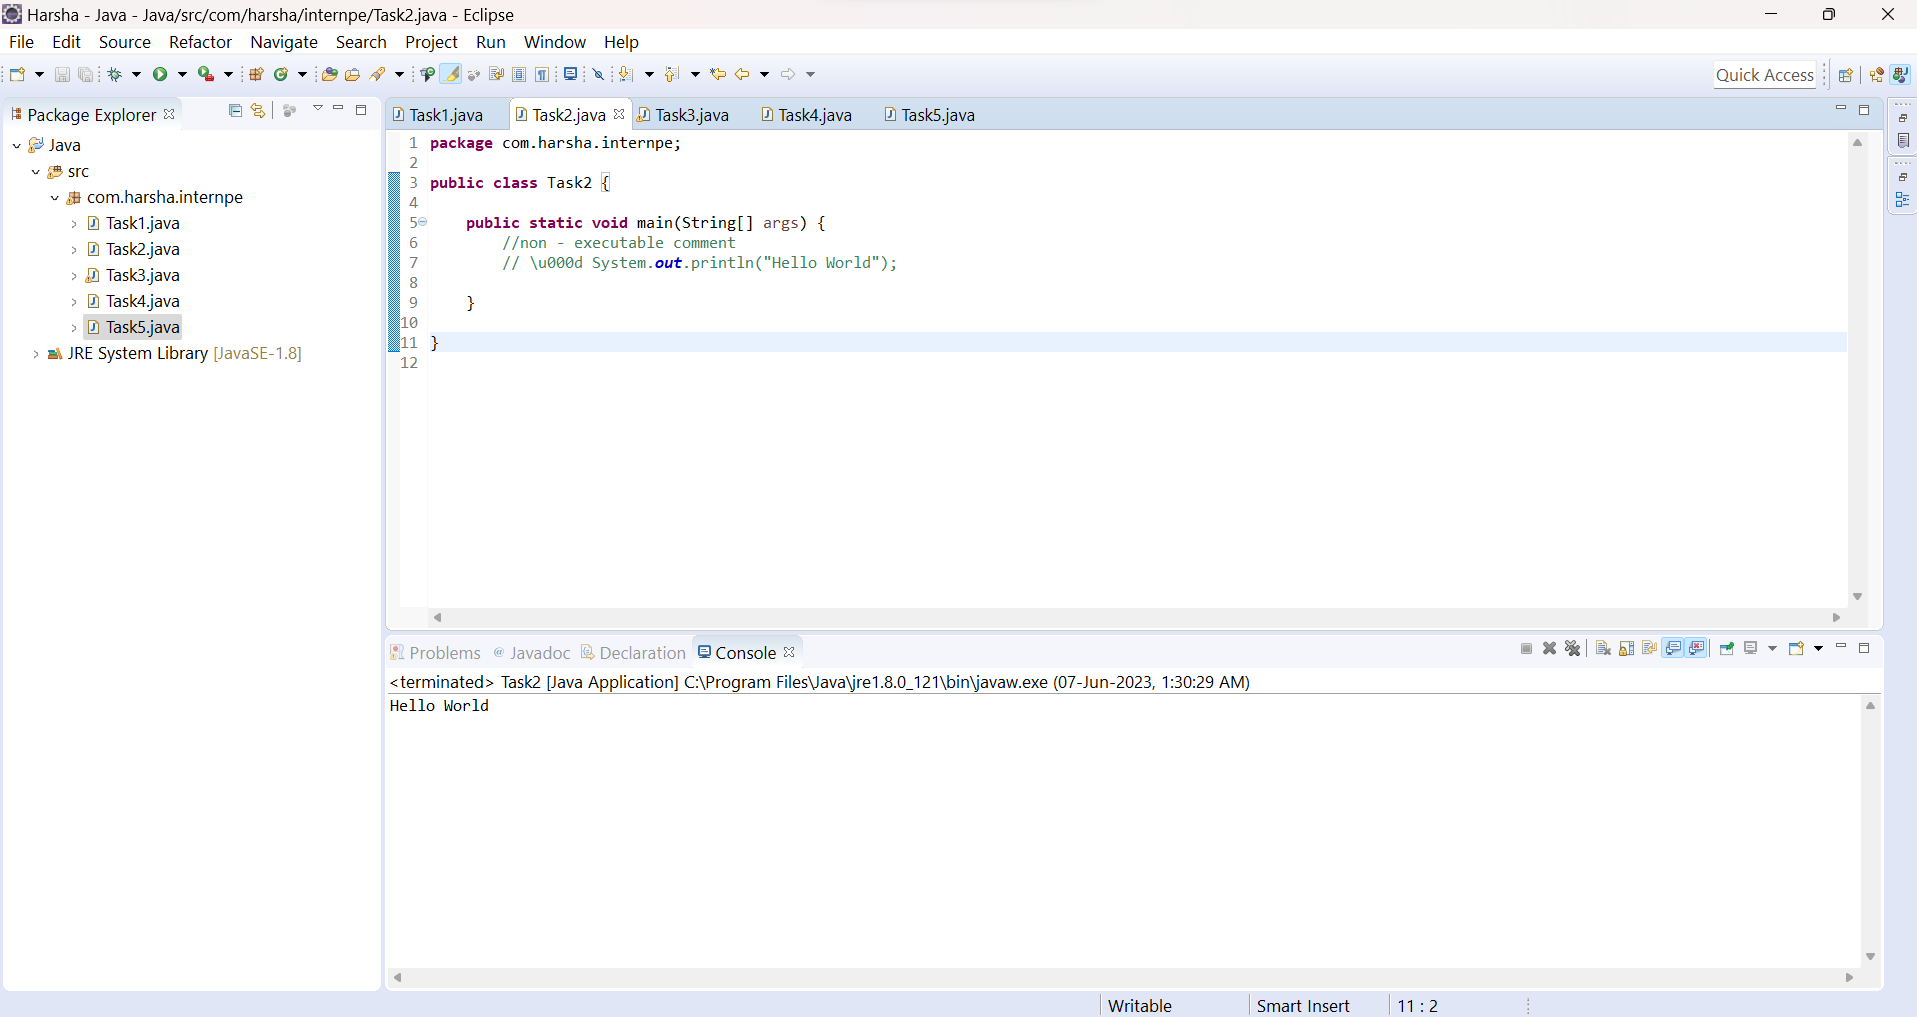 Harsha - Java - Java/src/com/harsha/internpe/Task2.java - Eclipse
File Edit Source Refactor Navigate Search Project Run Window Help
Quick Access
Package Explorer
Java
src
com.harsha.internpe
Task1.java
Task2.java
Task3.java
Task4.java
Task5.java
JRE System Library [JavaSE-1.8]
Task1.java Task2.java Task3.java Task4.java Task5.java
1 package com.harsha.internpe;
2
3 public class Task2 {
4
5     public static void main(String[] args) {
6         //non - executable comment
7         // \u000d System.out.println("Hello World");
8
9     }
10
11 }
12
Problems @ Javadoc Declaration Console
<terminated> Task2 [Java Application] C:\Program Files\Java\jre1.8.0_121\bin\javaw.exe (07-Jun-2023, 1:30:29 AM)
Hello World
Writable Smart Insert 11 : 2